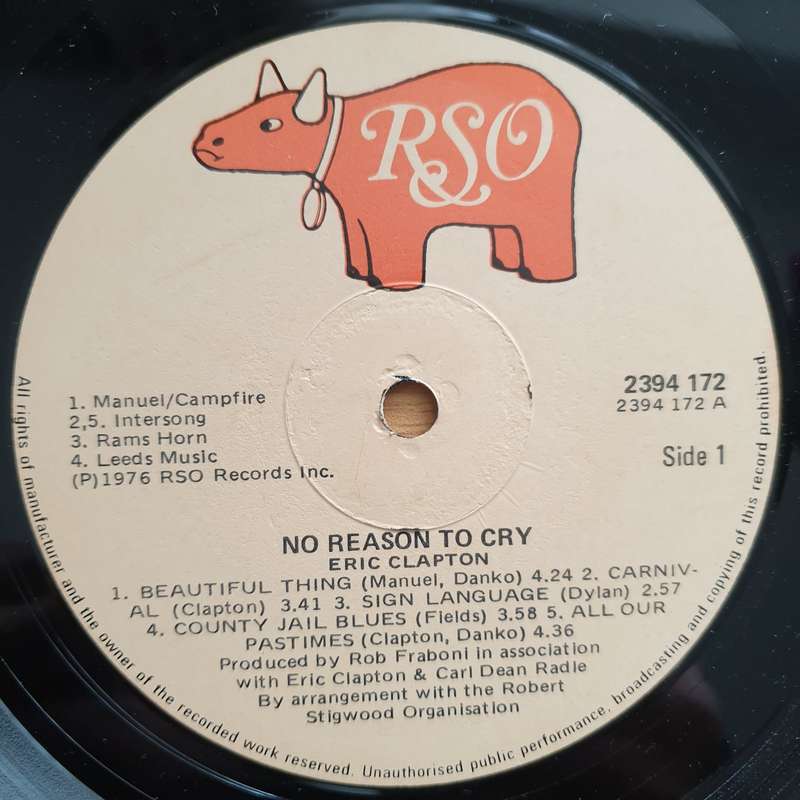 RSO
1. Manuel/Campfire
2,5. Intersong
3. Rams Horn
4. Leeds Music
(P)1976 RSO Records Inc.
2394 172
2394 172 A
Side 1
NO REASON TO CRY
ERIC CLAPTON
1. BEAUTIFUL THING (Manuel, Danko) 4.24 2. CARNIV-
AL (Clapton) 3.41 3. SIGN LANGUAGE (Dylan) 2.57
4. COUNTY JAIL BLUES (Fields) 3.58 5. ALL OUR
PASTIMES (Clapton, Danko) 4.36
Produced by Rob Fraboni in association
with Eric Clapton & Carl Dean Radle
By arrangement with the Robert
Stigwood Organisation
All rights of manufacturer and the owner of the recorded work reserved. Unauthorised public performance, broadcasting and copying of this record prohibited.